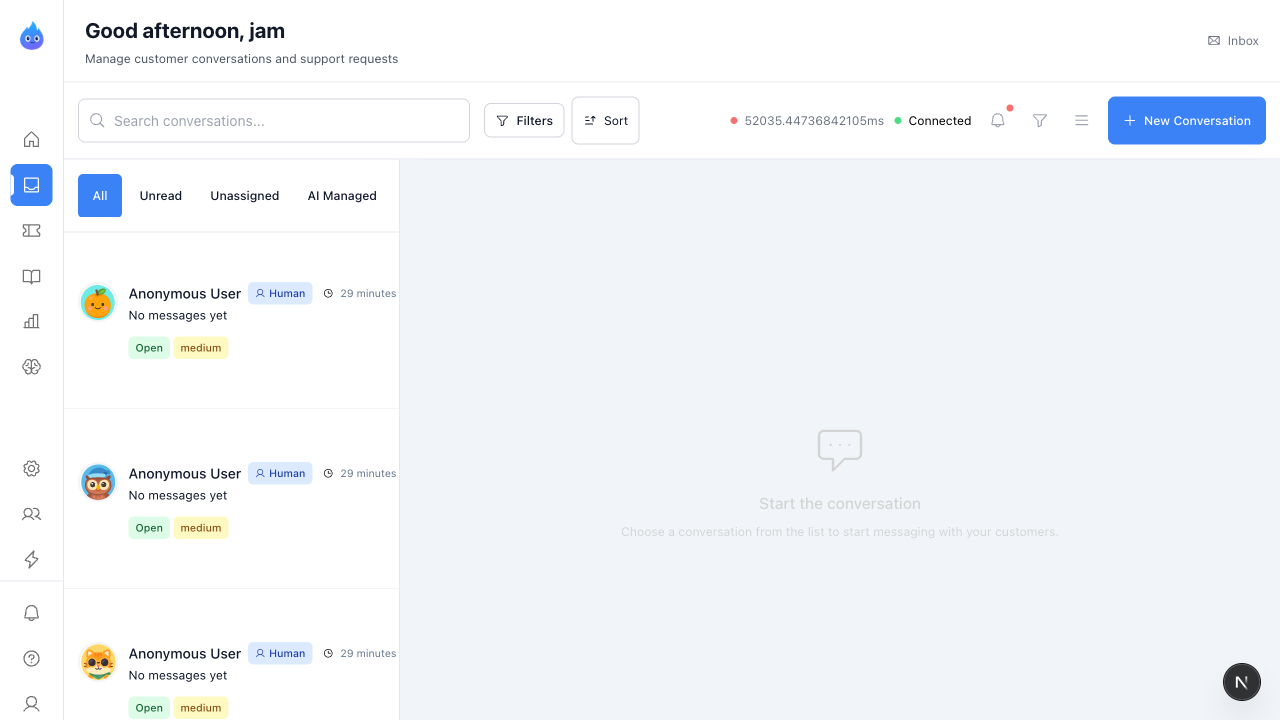 Good afternoon, jam
Manage customer conversations and support requests
Inbox
Search conversations...
Filters
Sort
52035.44736842105ms
Connected
New Conversation
All
Unread
Unassigned
AI Managed
Anonymous User
Human
29 minutes
No messages yet
Open
medium
Anonymous User
Human
29 minutes
No messages yet
Open
medium
Anonymous User
Human
29 minutes
No messages yet
Open
medium
Start the conversation
Choose a conversation from the list to start messaging with your customers.
N